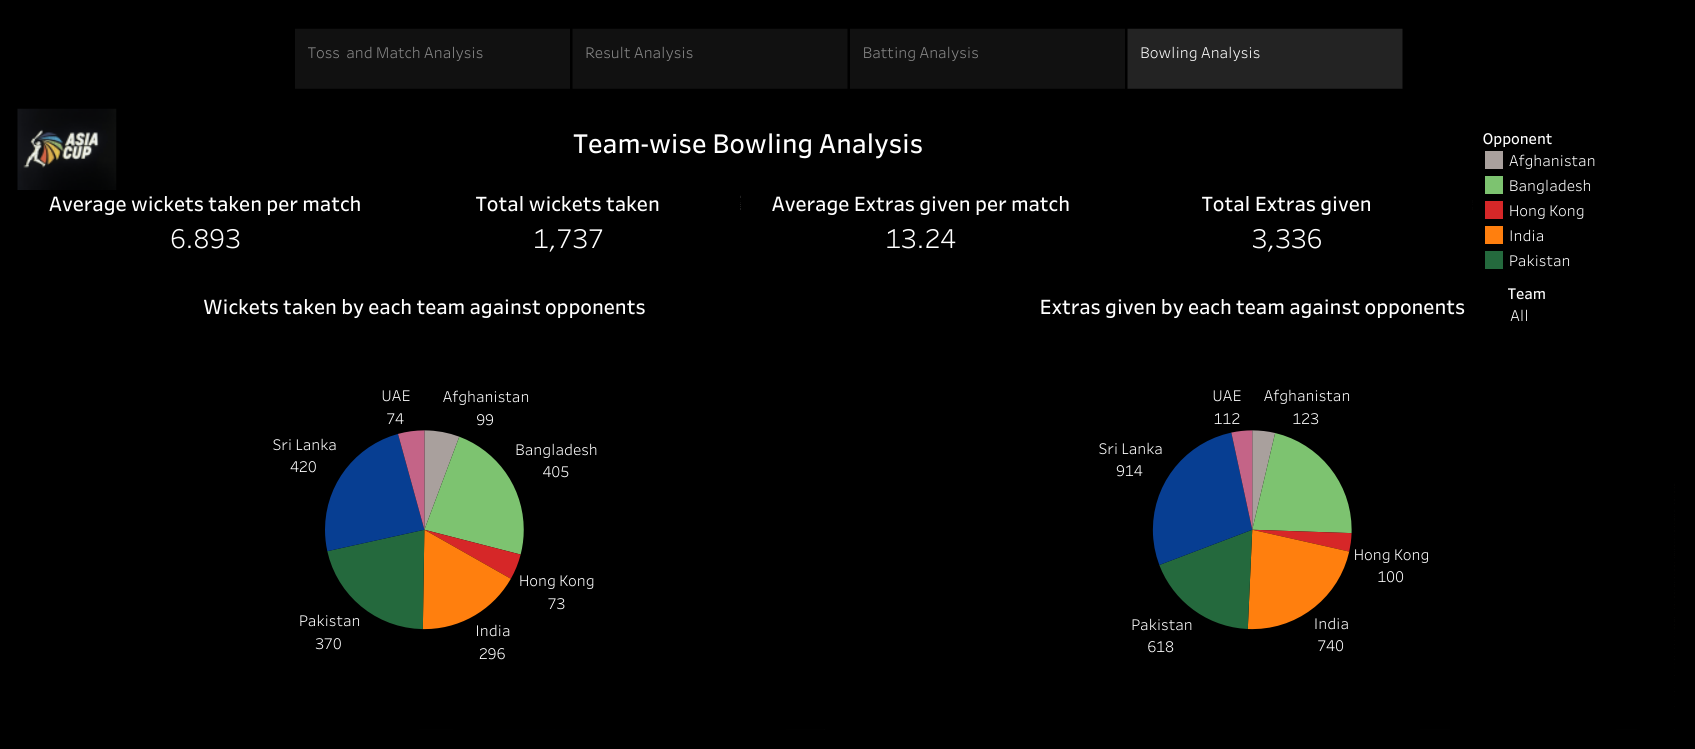 Toss  and Match Analysis
Result Analysis
Batting Analysis
Bowling Analysis
ASIA
CUP
Team-wise Bowling Analysis
Average wickets taken per match
6.893
Total wickets taken
1,737
Average Extras given per match
13.24
Total Extras given
3,336
Opponent
Afghanistan
Bangladesh
Hong Kong
India
Pakistan
Team
All
Wickets taken by each team against opponents
UAE
74
Afghanistan
99
Sri Lanka
420
Bangladesh
405
Hong Kong
73
Pakistan
370
India
296
Extras given by each team against opponents
UAE
112
Afghanistan
123
Sri Lanka
914
Hong Kong
100
Pakistan
618
India
740